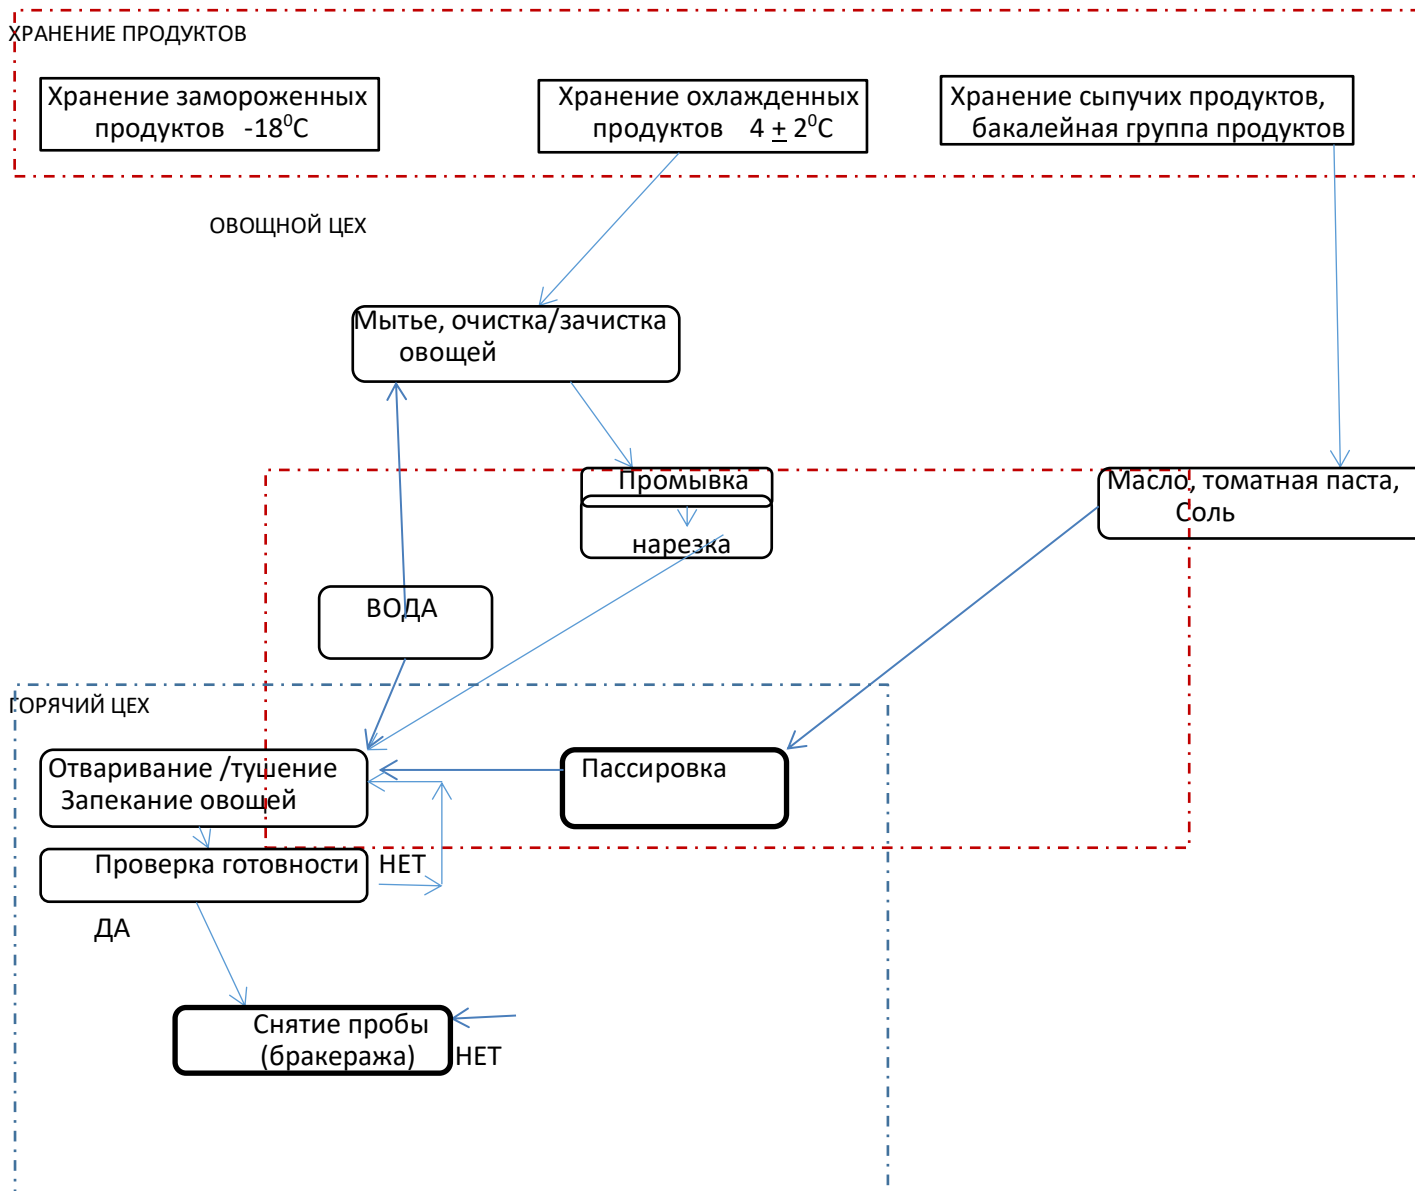 ХРАНЕНИЕ ПРОДУКТОВ
Хранение замороженных
продуктов -18⁰С
Хранение охлажденных
продуктов 4 + 2⁰С
Хранение сыпучих продуктов,
бакалейная группа продуктов
ОВОЩНОЙ ЦЕХ
Мытье, очистка/зачистка
овощей
Промывка
нарезка
Масло, томатная паста,
Соль
ВОДА
ГОРЯЧИЙ ЦЕХ
Отваривание /тушение
Запекание овощей
Пассировка
Проверка готовности
НЕТ
ДА
Снятие пробы
(бракеража)
НЕТ